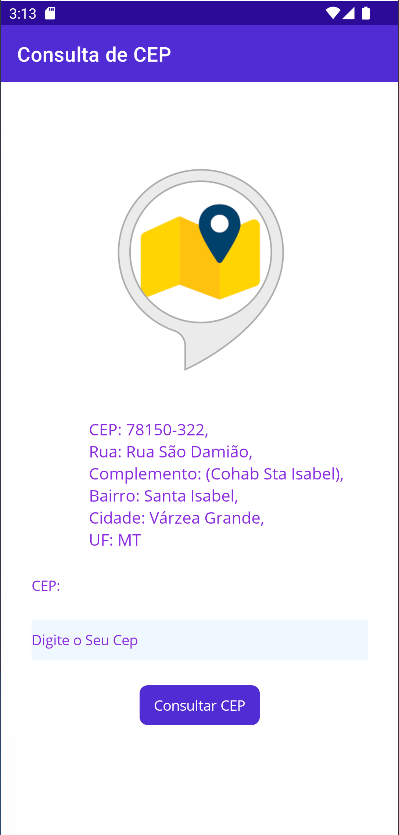 3:13
Consulta de CEP
CEP: 78150-322,
Rua: Rua São Damião,
Complemento: (Cohab Sta Isabel),
Bairro: Santa Isabel,
Cidade: Várzea Grande,
UF: MT
CEP:
Digite o Seu Cep
Consultar CEP